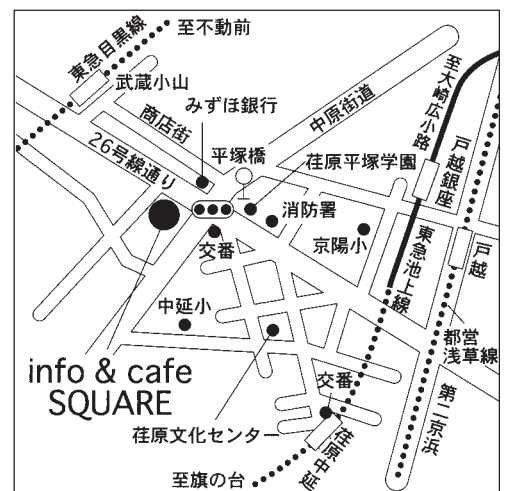 至不動前
東急目黒線
武蔵小山
商店街
みずほ銀行
中原街道
至大崎広小路
26号線通り
平塚橋
荏原平塚学園
戸越銀座
消防署
交番
京陽小
東急池上線
戸越
中延小
都営
浅草線
info & cafe
SQUARE
交番
第二京浜
荏原文化センター
荏原中延
至旗の台